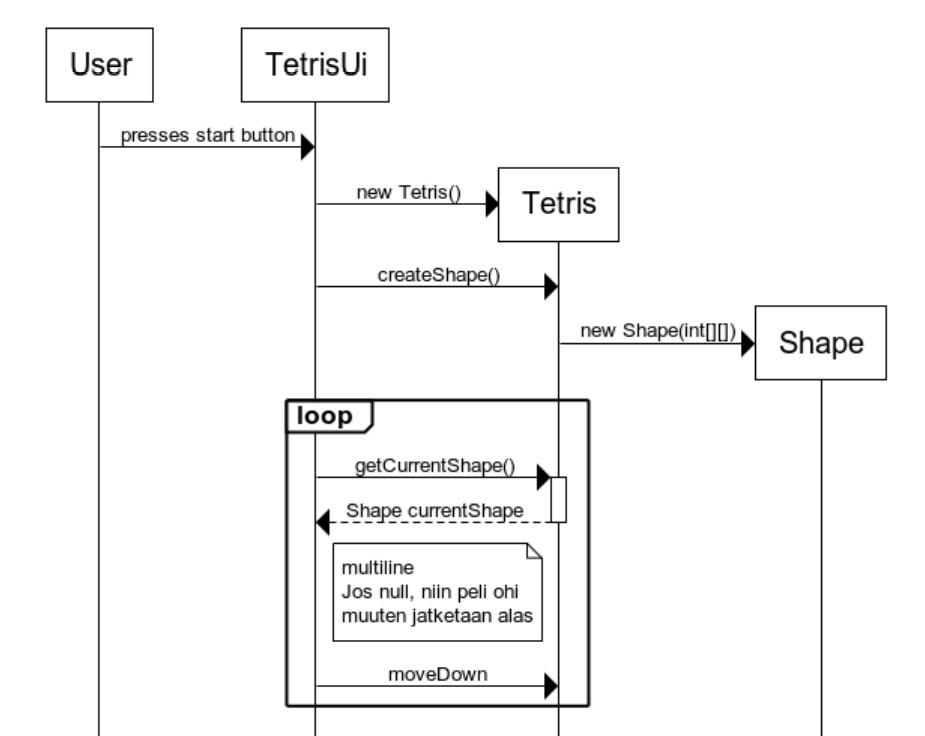 User
TetrisUi
presses start button
new Tetris()
Tetris
createShape()
new Shape(int[][])
Shape
loop
getCurrentShape()
Shape currentShape
multiline
Jos null, niin peli ohi
muuten jatketaan alas
moveDown